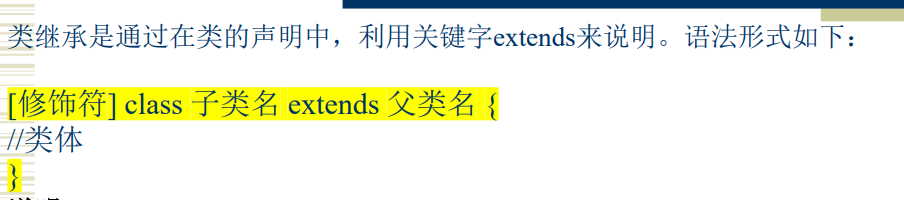 类继承是通过在类的声明中，利用关键字extends来说明。语法形式如下：
[修饰符] class 子类名 extends 父类名 {
//类体
}